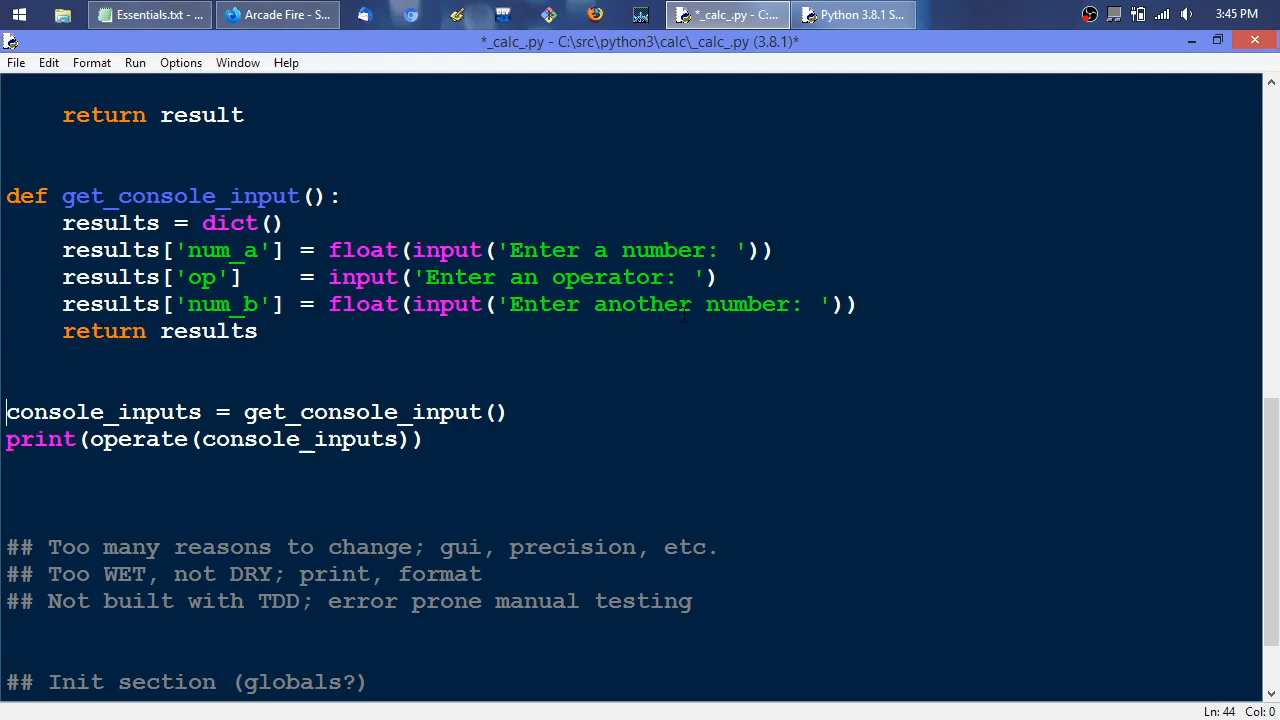 Essentials.txt - ...
Arcade Fire - S...
DEV
*_calc_.py - C:...
Python 3.8.1 S...
3:45 PM
*_calc_.py - C:\src\python3\calc\_calc_.py (3.8.1)*
File Edit Format Run Options Window Help
return result
def get_console_input():
results = dict()
results['num_a'] = float(input('Enter a number: '))
results['op'] = input('Enter an operator: ')
results['num_b'] = float(input('Enter another number: '))
return results
console_inputs = get_console_input()
print(operate(console_inputs))
## Too many reasons to change; gui, precision, etc.
## Too WET, not DRY; print, format
## Not built with TDD; error prone manual testing
## Init section (globals?)
Ln: 44 Col: 0